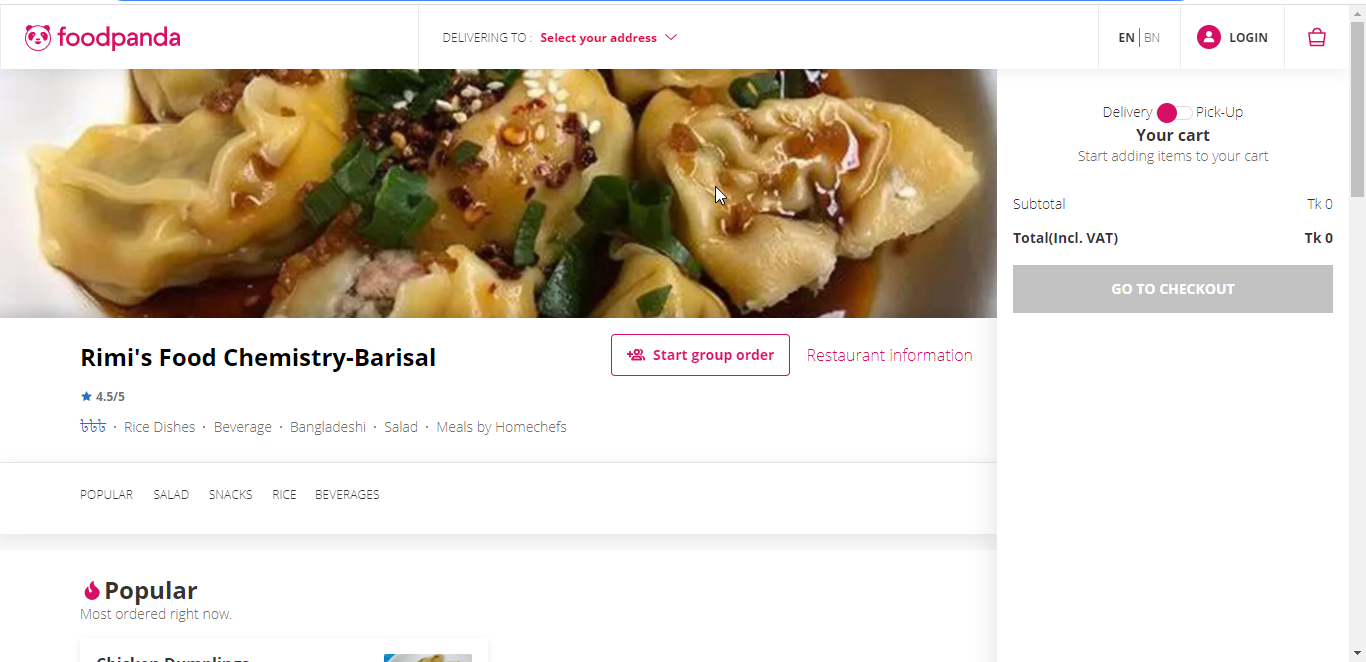 foodpanda
DELIVERING TO : Select your address
EN | BN
LOGIN
Delivery Pick-Up
Your cart
Start adding items to your cart
Subtotal Tk 0
Total(Incl. VAT) Tk 0
GO TO CHECKOUT
Rimi's Food Chemistry-Barisal
Start group order
Restaurant information
4.5/5
৳৳৳ · Rice Dishes · Beverage · Bangladeshi · Salad · Meals by Homechefs
POPULAR SALAD SNACKS RICE BEVERAGES
Popular
Most ordered right now.
Chicken Dumplings